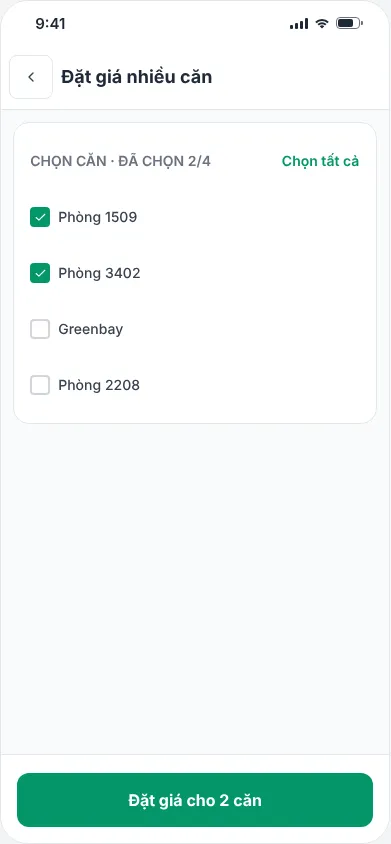 9:41
Đặt giá nhiều căn
CHỌN CĂN · ĐÃ CHỌN 2/4
Chọn tất cả
Phòng 1509
Phòng 3402
Greenbay
Phòng 2208
Đặt giá cho 2 căn